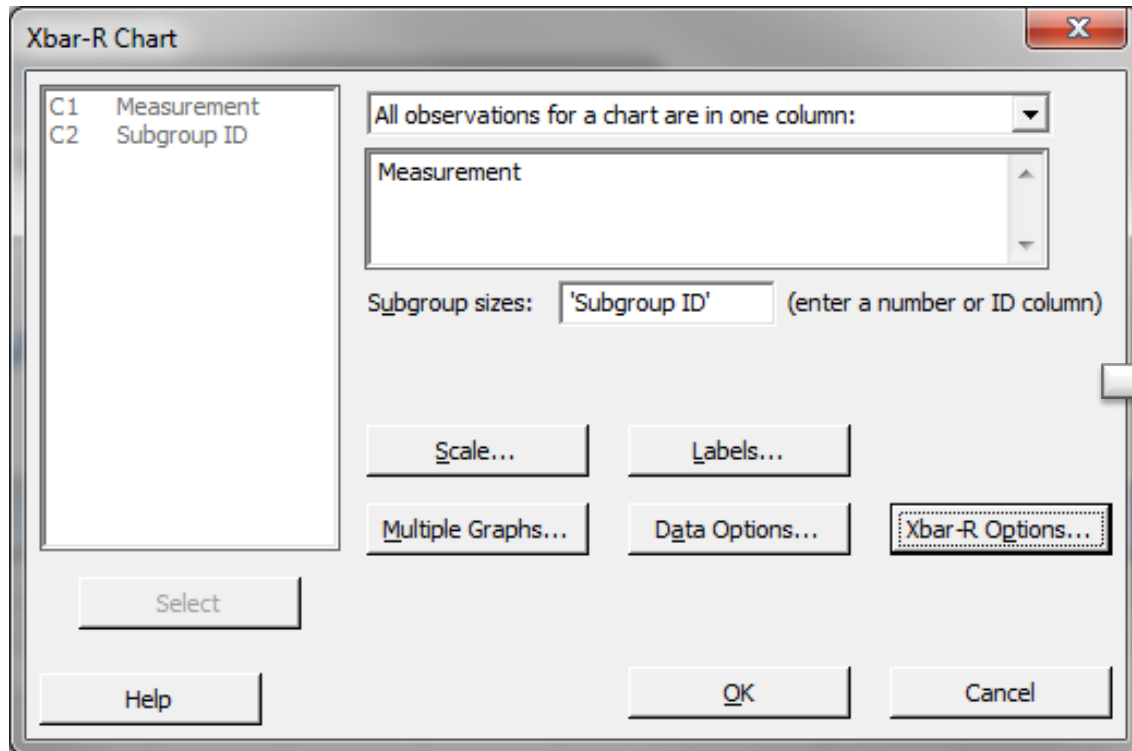 Xbar-R Chart
C1 Measurement
C2 Subgroup ID
All observations for a chart are in one column:
Measurement
Subgroup sizes: 'Subgroup ID' (enter a number or ID column)
Scale... Labels...
Multiple Graphs... Data Options... Xbar-R Options...
Select
Help OK Cancel